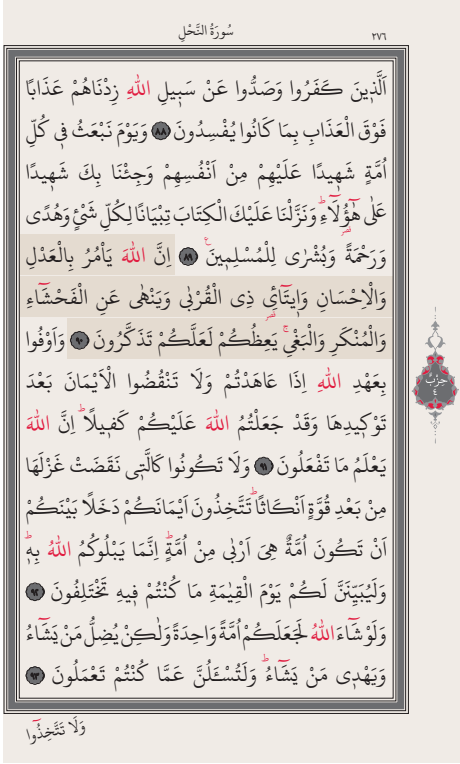 سُورَةُ النَّحْلِ
٢٧٦
اَلَّذ۪ينَ كَفَرُوا وَصَدُّوا عَنْ سَب۪يلِ اللّٰهِ زِدْنَاهُمْ عَذَابًا
فَوْقَ الْعَذَابِ بِمَا كَانُوا يُفْسِدُونَ ﴿٨٨﴾ وَيَوْمَ نَبْعَثُ ف۪ي كُلِّ
اُمَّةٍ شَه۪يدًا عَلَيْهِمْ مِنْ اَنْفُسِهِمْ وَجِئْنَا بِكَ شَه۪يدًا
عَلٰى هٰٓؤُ۬لَٓاءِۜ وَنَزَّلْنَا عَلَيْكَ الْكِتَابَ تِبْيَانًا لِكُلِّ شَيْءٍ وَهُدًى
وَرَحْمَةً وَبُشْرٰى لِلْمُسْلِم۪ينَ۟ ﴿٨٩﴾ اِنَّ اللّٰهَ يَأْمُرُ بِالْعَدْلِ
وَالْاِحْسَانِ وَا۪يتَٓائِ ذِي الْقُرْبٰى وَيَنْهٰى عَنِ الْفَحْشَٓاءِ
وَالْمُنْكَرِ وَالْبَغْيِۚ يَعِظُكُمْ لَعَلَّكُمْ تَذَكَّرُونَ ﴿٩٠﴾ وَاَوْفُوا
بِعَهْدِ اللّٰهِ اِذَا عَاهَدْتُمْ وَلَا تَنْقُضُوا الْاَيْمَانَ بَعْدَ
تَوْك۪يدِهَا وَقَدْ جَعَلْتُمُ اللّٰهَ عَلَيْكُمْ كَف۪يلًاۜ اِنَّ اللّٰهَ
يَعْلَمُ مَا تَفْعَلُونَ ﴿٩١﴾ وَلَا تَكُونُوا كَالَّت۪ي نَقَضَتْ غَزْلَهَا
مِنْ بَعْدِ قُوَّةٍ اَنْكَاثًاۜ تَتَّخِذُونَ اَيْمَانَكُمْ دَخَلًا بَيْنَكُمْ
اَنْ تَكُونَ اُمَّةٌ هِيَ اَرْبٰى مِنْ اُمَّةٍۜ اِنَّمَا يَبْلُوكُمُ اللّٰهُ بِه۪ۜ
وَلَيُبَيِّنَنَّ لَكُمْ يَوْمَ الْقِيٰمَةِ مَا كُنْتُمْ ف۪يهِ تَخْتَلِفُونَ ﴿٩٢﴾
وَلَوْ شَٓاءَ اللّٰهُ لَجَعَلَكُمْ اُمَّةً وَاحِدَةً وَلٰكِنْ يُضِلُّ مَنْ يَشَٓاءُ
وَيَهْد۪ي مَنْ يَشَٓاءُۜ وَلَتُسْـَٔلُنَّ عَمَّا كُنْتُمْ تَعْمَلُونَ ﴿٩٣﴾
وَلَا تَتَّخِذُٓوا
حِزْبْ
٤